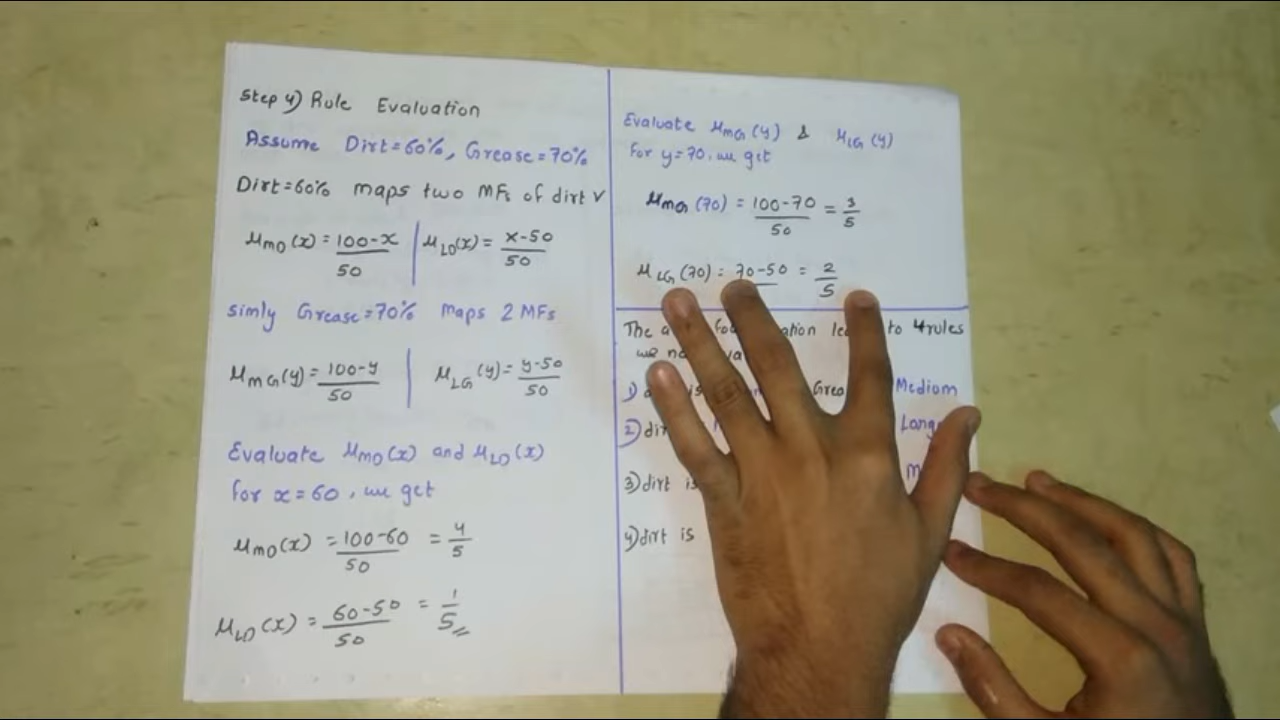 Step 4) Rule Evaluation
Assume Dirt=60%, Grease=70%
Dirt=60% maps two MFs of dirt
μmD(x) = 100-x / 50 | μLD(x) = x-50 / 50
simly Grease=70% maps 2 MFs
μmG(y) = 100-y / 50 | μLG(y) = y-50 / 50
Evaluate μmD(x) and μLD(x)
for x=60, we get
μmD(x) = 100-60 / 50 = 4/5
μLD(x) = 60-50 / 50 = 1/5
Evaluate μmG(y) & μLG(y)
for y=70, we get
μmG(70) = 100-70 / 50 = 3/5
μLG(70) = 70-50 = 2/5
The to 4 rules
we
1) Medium
2)
3) dirt is
4) dirt is